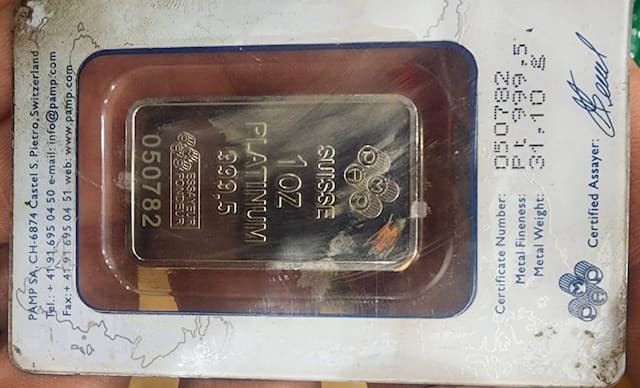 Certificate Number: 050782
Metal Fineness: Pt 999,5
Metal Weight: 31,10 g
Certified Assayer:
PAMP
PAMP
SUISSE
1 OZ
PLATINUM
999.5
ESSAYEUR
FONDEUR
050782
PAMP SA, CH-6874 Castel S. Pietro, Switzerland
Tel: + 41 91 695 04 50 e-mail: info@pamp.com
Fax: + 41 91 695 04 51 web: www.pamp.com